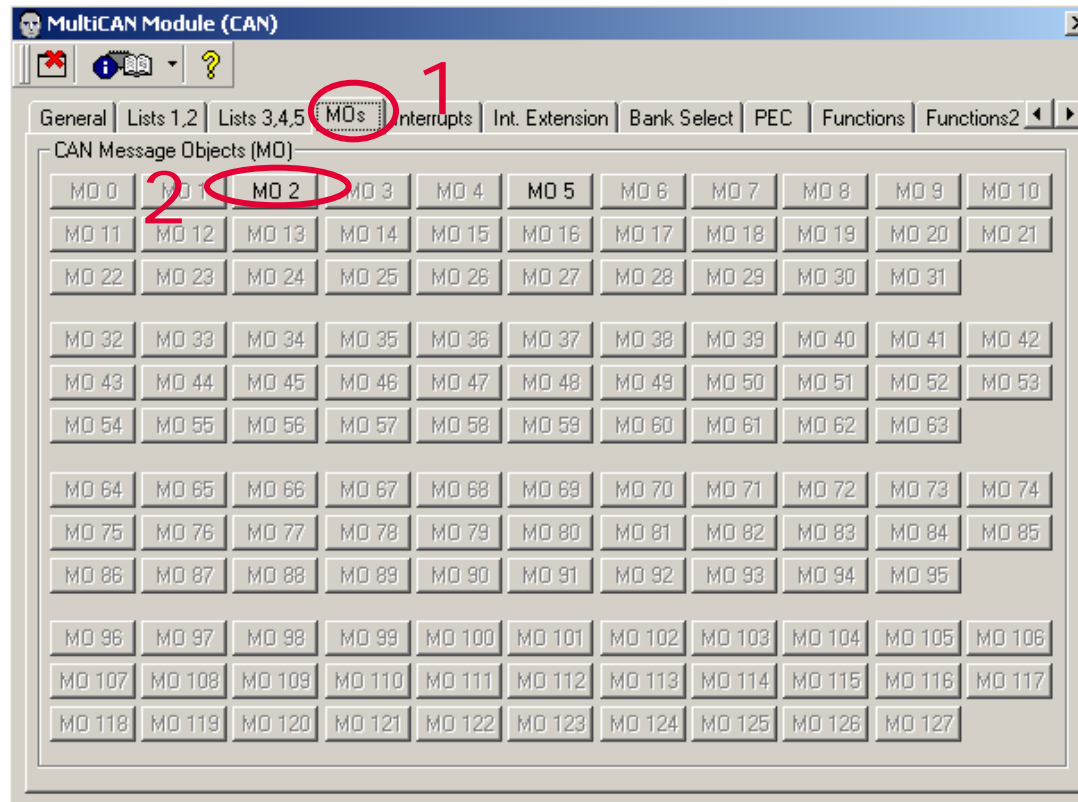 MultiCAN Module (CAN)
1
General Lists 1,2 Lists 3,4,5 MOs Interrupts Int. Extension Bank Select PEC Functions Functions2
CAN Message Objects (MO)
2
MO 0 MO 1 MO 2 MO 3 MO 4 MO 5 MO 6 MO 7 MO 8 MO 9 MO 10
MO 11 MO 12 MO 13 MO 14 MO 15 MO 16 MO 17 MO 18 MO 19 MO 20 MO 21
MO 22 MO 23 MO 24 MO 25 MO 26 MO 27 MO 28 MO 29 MO 30 MO 31
MO 32 MO 33 MO 34 MO 35 MO 36 MO 37 MO 38 MO 39 MO 40 MO 41 MO 42
MO 43 MO 44 MO 45 MO 46 MO 47 MO 48 MO 49 MO 50 MO 51 MO 52 MO 53
MO 54 MO 55 MO 56 MO 57 MO 58 MO 59 MO 60 MO 61 MO 62 MO 63
MO 64 MO 65 MO 66 MO 67 MO 68 MO 69 MO 70 MO 71 MO 72 MO 73 MO 74
MO 75 MO 76 MO 77 MO 78 MO 79 MO 80 MO 81 MO 82 MO 83 MO 84 MO 85
MO 86 MO 87 MO 88 MO 89 MO 90 MO 91 MO 92 MO 93 MO 94 MO 95
MO 96 MO 97 MO 98 MO 99 MO 100 MO 101 MO 102 MO 103 MO 104 MO 105 MO 106
MO 107 MO 108 MO 109 MO 110 MO 111 MO 112 MO 113 MO 114 MO 115 MO 116 MO 117
MO 118 MO 119 MO 120 MO 121 MO 122 MO 123 MO 124 MO 125 MO 126 MO 127